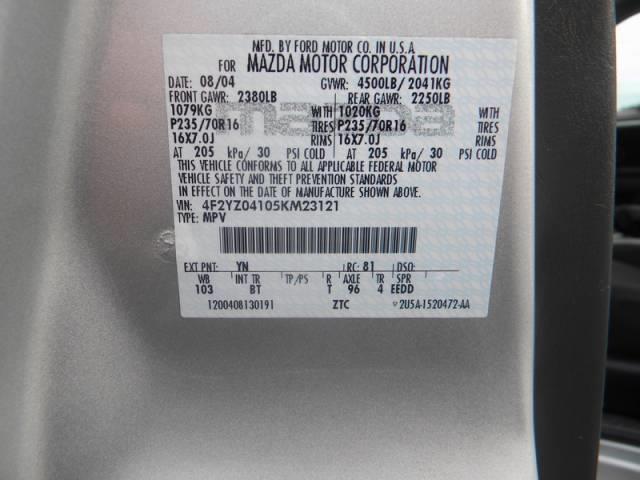 MFD. BY FORD MOTOR CO. IN U.S.A.
FOR MAZDA MOTOR CORPORATION
DATE: 08/04 GVWR: 4500LB/ 2041KG
FRONT GAWR: 2380LB REAR GAWR: 2250LB
1079KG WITH 1020KG WITH
P235/70R16 TIRES P235/70R16 TIRES
16X7.0J RIMS 16X7.0J RIMS
AT 205 kPa/ 30 PSI COLD AT 205 kPa/ 30 PSI COLD
THIS VEHICLE CONFORMS TO ALL APPLICABLE FEDERAL MOTOR
VEHICLE SAFETY AND THEFT PREVENTION STANDARDS
IN EFFECT ON THE DATE OF MANUFACTURE SHOWN ABOVE.
VIN: 4F2YZ04105KM23121
TYPE: MPV
EXT PNT: YN RC: 81 DSO:
WB INT TR TP/PS R AXLE TR SPR
103 BT T 96 4 EEDD
1200408130191 ZTC 2U5A-1520472-AA
mazda